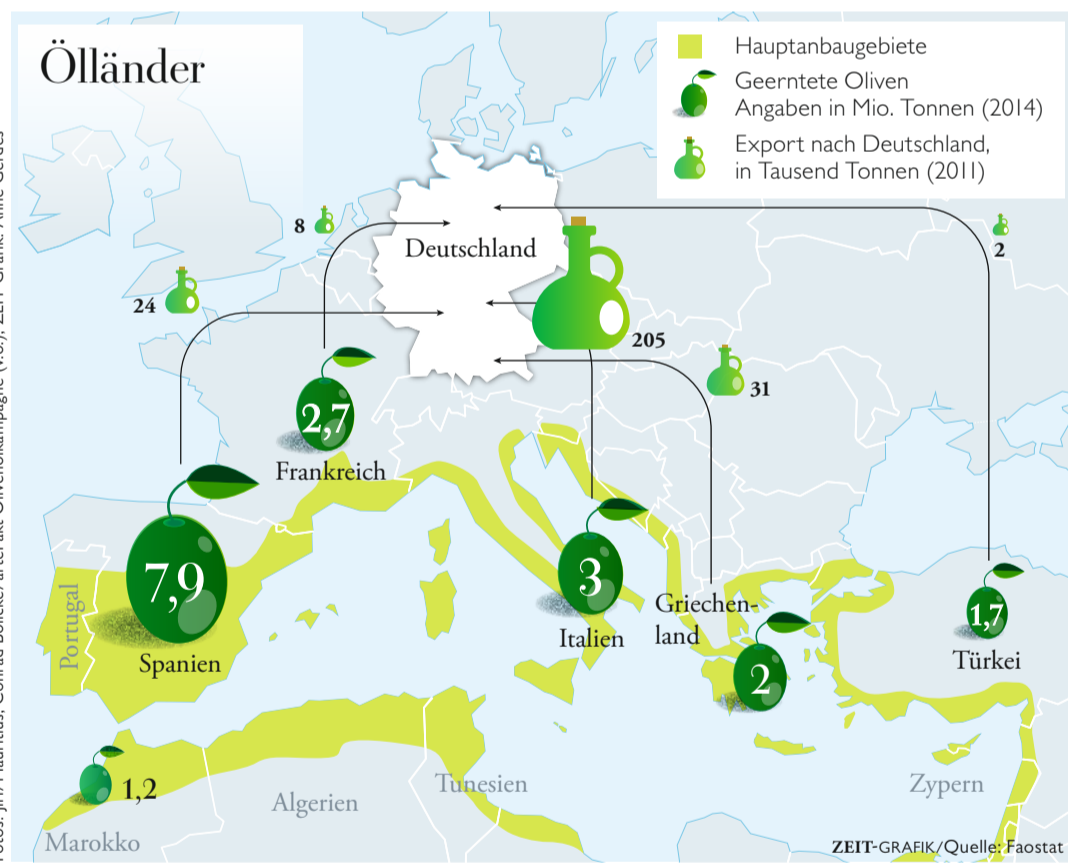 Ölländer
Hauptanbaugebiete
Geerntete Oliven
Angaben in Mio. Tonnen (2014)
Export nach Deutschland,
in Tausend Tonnen (2011)
8
2
Deutschland
24
205
31
2,7
Frankreich
7,9
Spanien
Portugal
3
Italien
Griechen-
land
2
1,7
Türkei
1,2
Marokko
Algerien
Tunesien
Zypern
ZEIT-GRAFIK/Quelle: Faostat